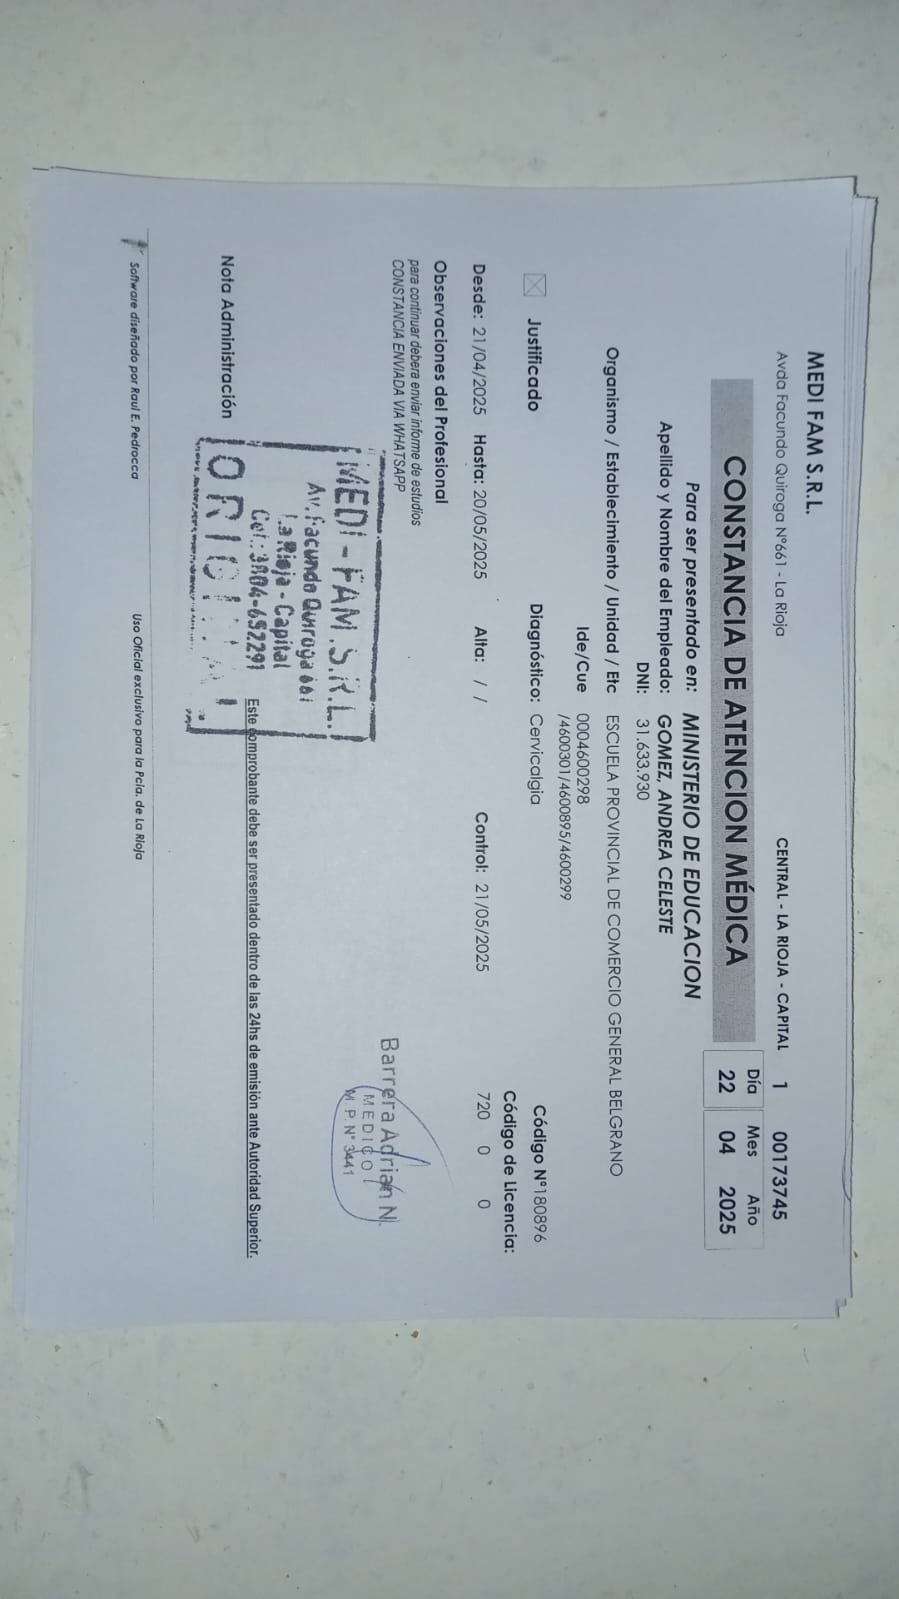 MEDI FAM S.R.L.
Avda Facundo Quiroga N°661 - La Rioja
CENTRAL - LA RIOJA - CAPITAL 1 00173745
CONSTANCIA DE ATENCION MÉDICA
Día Mes Año
22 04 2025
Para ser presentado en: MINISTERIO DE EDUCACION
Apellido y Nombre del Empleado: GOMEZ, ANDREA CELESTE
DNI: 31.633.930
Organismo / Establecimiento / Unidad / Etc ESCUELA PROVINCIAL DE COMERCIO GENERAL BELGRANO
Ide/Cue 0004600298
/4600301/4600895/4600299
Justificado Diagnóstico: Cervicalgia Código N°180896
Código de Licencia:
Desde: 21/04/2025 Hasta: 20/05/2025 Alta: / / Control: 21/05/2025 720 0 0
Observaciones del Profesional
para continuar debera enviar informe de estudios
CONSTANCIA ENVIADA VIA WHATSAPP
Barrera Adrián N.
MEDICO
M.P.N° 3441
MEDI - FAM. S.R.L.
Av. Facundo Quiroga 661
La Rioja - Capital
Cel.: 3804-692291
Este comprobante debe ser presentado dentro de las 24hs de emisión ante Autoridad Superior.
Nota Administración
Software diseñado por Raul E. Pedrocca
Uso Oficial exclusivo para la Pcia. de La Rioja